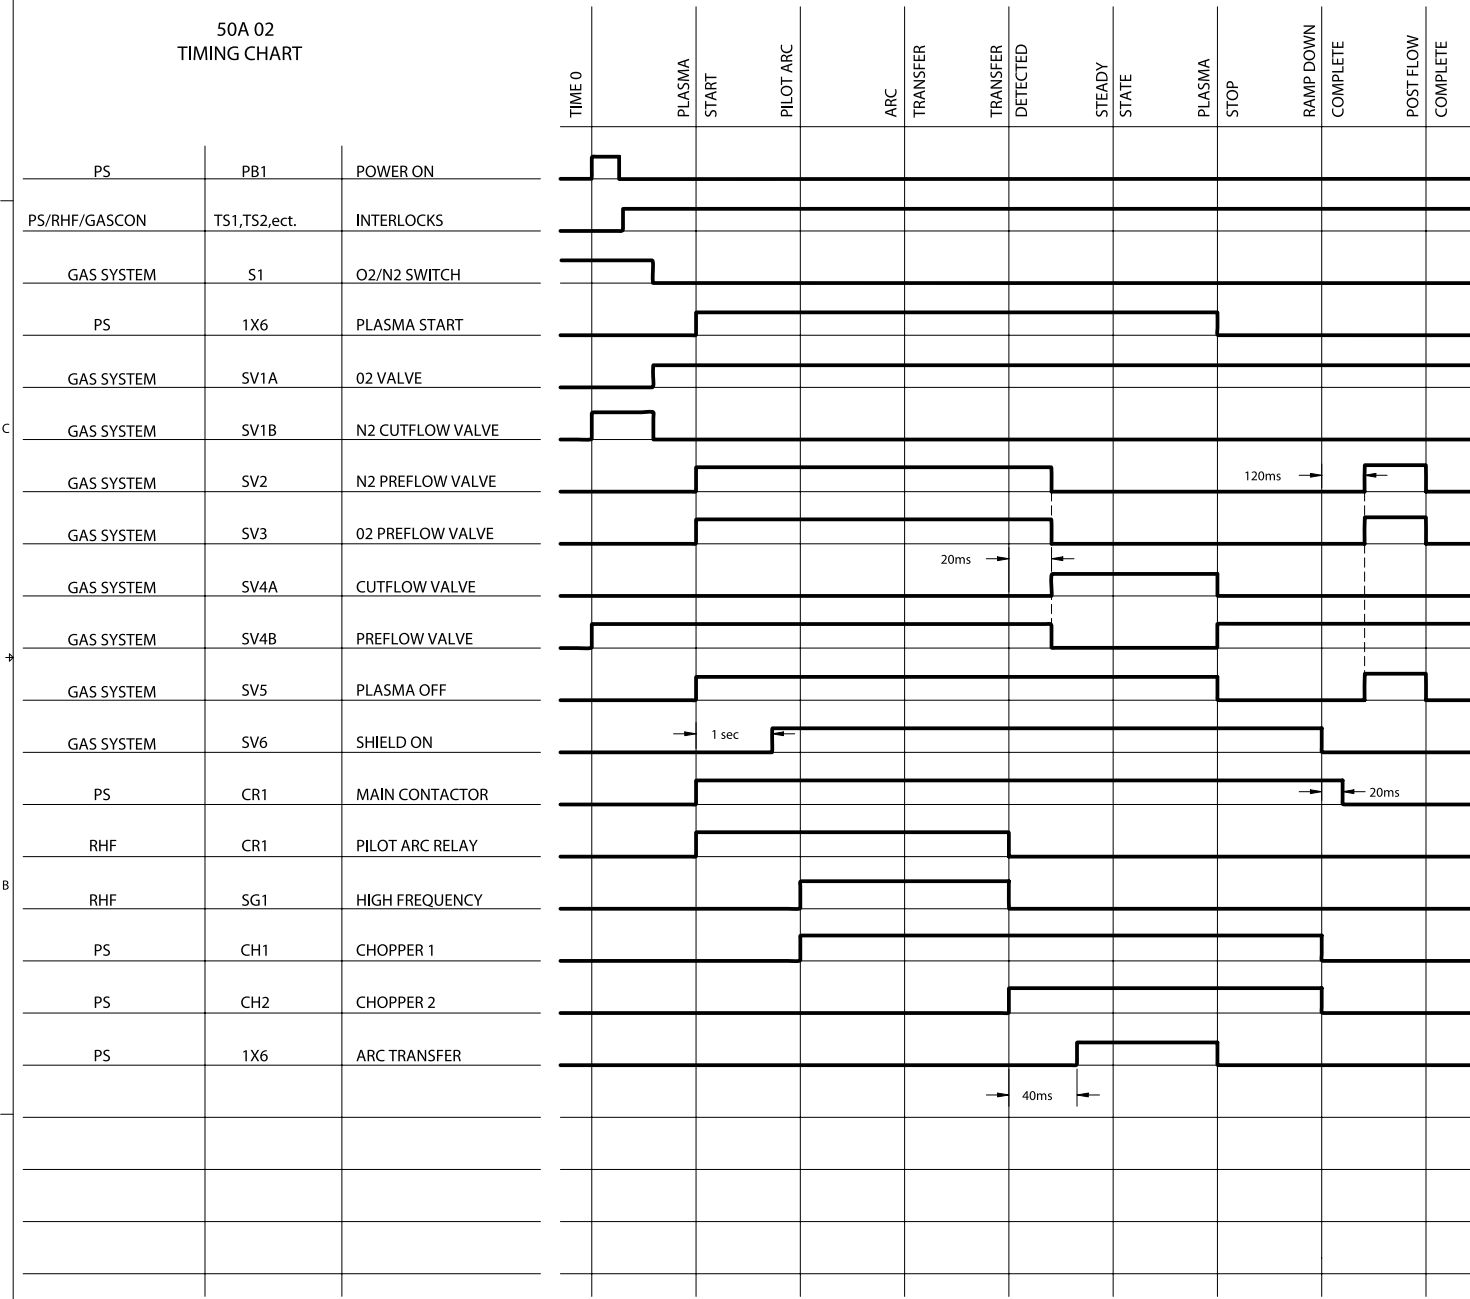 50A 02
TIMING CHART
TIME 0
PLASMA
START
PILOT ARC
ARC
TRANSFER
TRANSFER
DETECTED
STEADY
STATE
PLASMA
STOP
RAMP DOWN
COMPLETE
POST FLOW
COMPLETE
PS PB1 POWER ON
PS/RHF/GASCON TS1,TS2,ect. INTERLOCKS
GAS SYSTEM S1 O2/N2 SWITCH
PS 1X6 PLASMA START
GAS SYSTEM SV1A 02 VALVE
C
GAS SYSTEM SV1B N2 CUTFLOW VALVE
GAS SYSTEM SV2 N2 PREFLOW VALVE 120ms
GAS SYSTEM SV3 02 PREFLOW VALVE
20ms
GAS SYSTEM SV4A CUTFLOW VALVE
GAS SYSTEM SV4B PREFLOW VALVE
GAS SYSTEM SV5 PLASMA OFF
GAS SYSTEM SV6 SHIELD ON 1 sec
PS CR1 MAIN CONTACTOR 20ms
RHF CR1 PILOT ARC RELAY
B
RHF SG1 HIGH FREQUENCY
PS CH1 CHOPPER 1
PS CH2 CHOPPER 2
PS 1X6 ARC TRANSFER
40ms